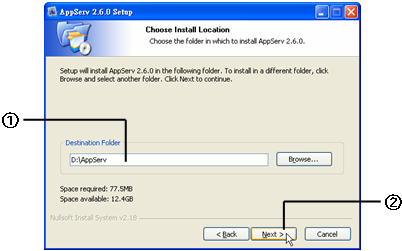 AppServ 2.6.0 Setup
Choose Install Location
Choose the folder in which to install AppServ 2.6.0.
Setup will install AppServ 2.6.0 in the following folder. To install in a different folder, click
Browse and select another folder. Click Next to continue.
①
Destination Folder
D:\AppServ
Browse...
Space required: 77.5MB
Space available: 12.4GB
②
Nullsoft Install System v2.18
< Back
Next >
Cancel